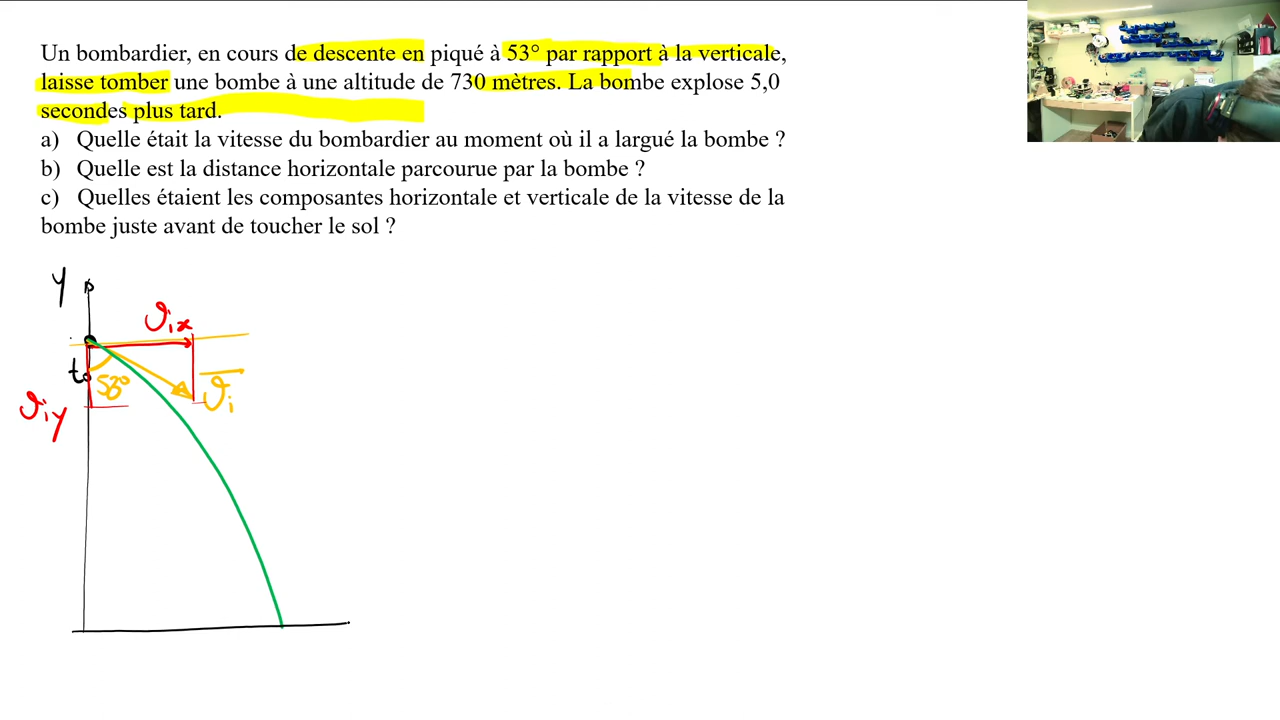 Un bombardier, en cours de descente en piqué à 53° par rapport à la verticale,
laisse tomber une bombe à une altitude de 730 mètres. La bombe explose 5,0
secondes plus tard.
a) Quelle était la vitesse du bombardier au moment où il a largué la bombe ?
b) Quelle est la distance horizontale parcourue par la bombe ?
c) Quelles étaient les composantes horizontale et verticale de la vitesse de la
bombe juste avant de toucher le sol ?
y
ϑix
t0
53°
ϑi
ϑiy